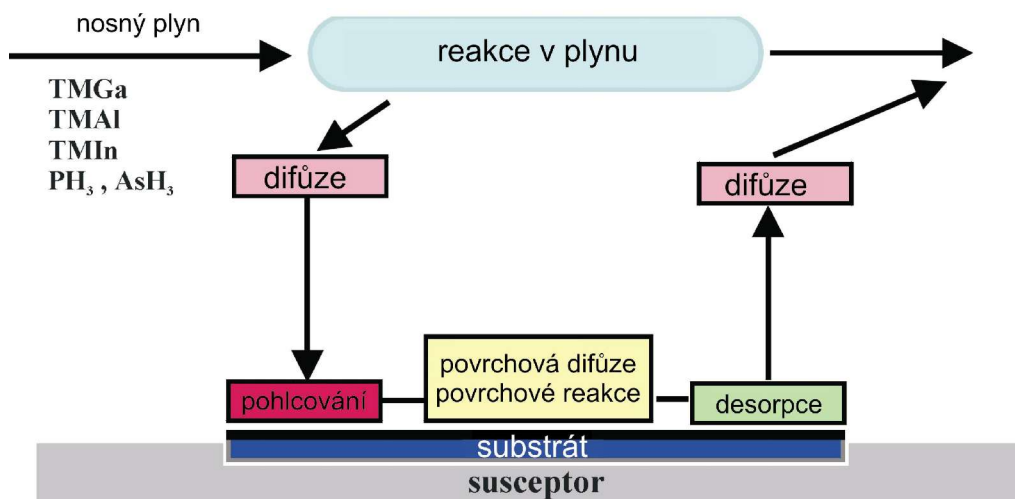 nosný plyn
reakce v plynu
TMGa
TMAl
TMIn
PH₃ , AsH₃
difůze
difůze
povrchová difůze
povrchové reakce
pohlcování
desorpce
substrát
susceptor